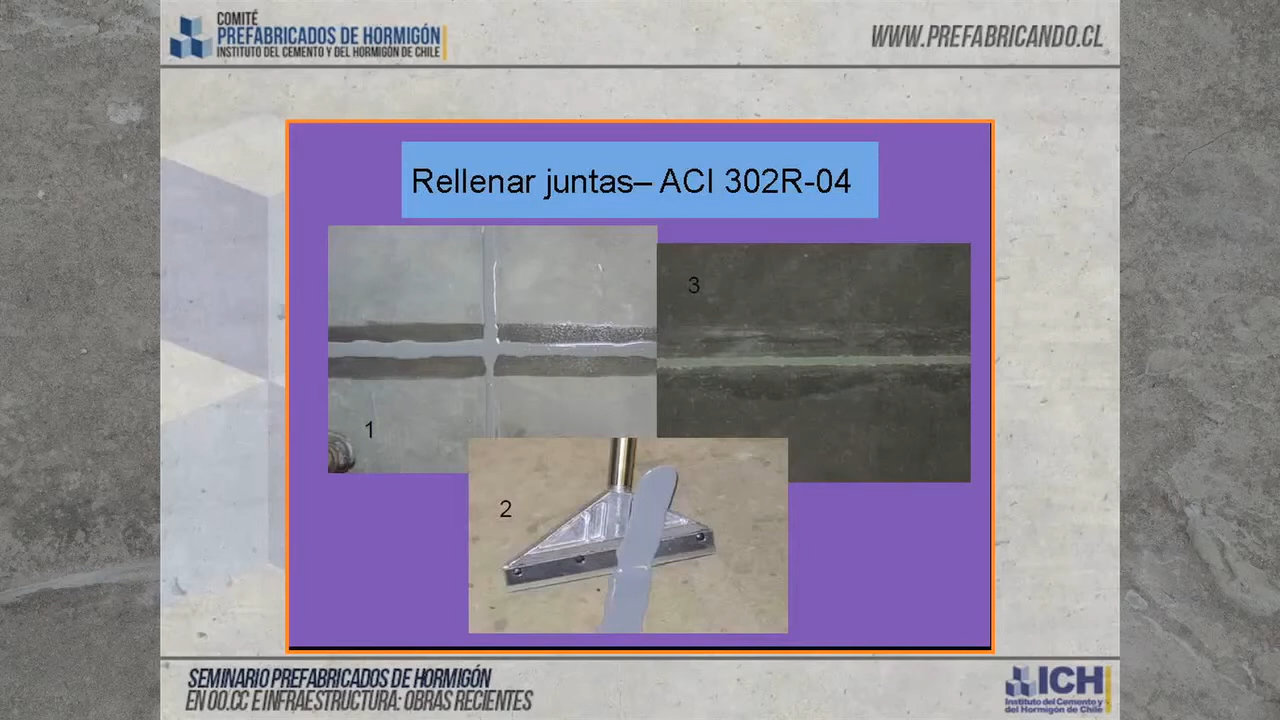 COMITÉ
PREFABRICADOS DE HORMIGÓN
INSTITUTO DEL CEMENTO Y DEL HORMIGÓN DE CHILE
WWW.PREFABRICANDO.CL
Rellenar juntas– ACI 302R-04
3
1
2
SEMINARIO PREFABRICADOS DE HORMIGÓN
EN OO.CC E INFRAESTRUCTURA: OBRAS RECIENTES
ICH
Instituto del Cemento y
del Hormigón de Chile